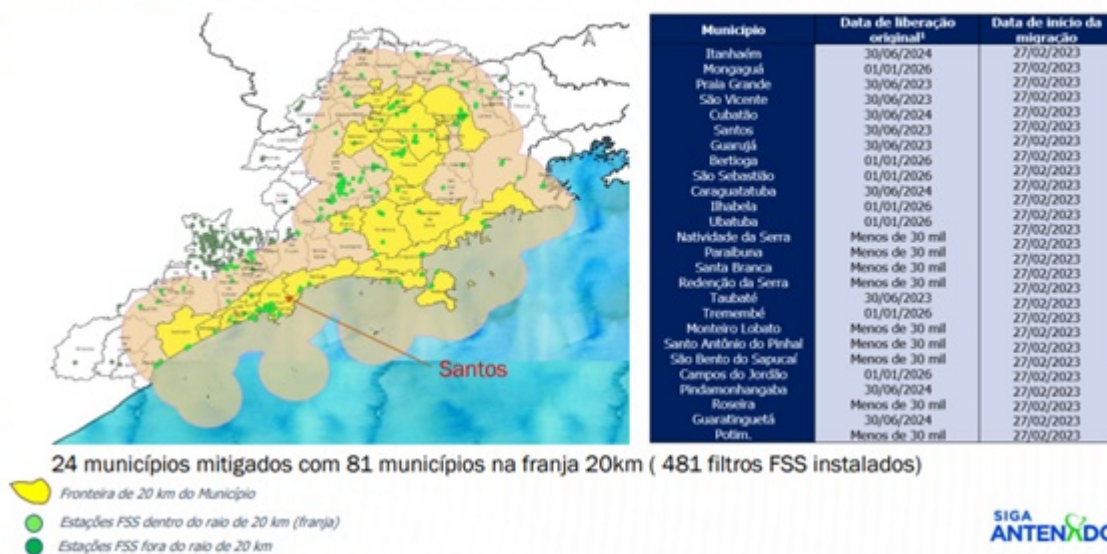 Município Data de liberação original¹ Data de início da migração
Itanhaém 30/06/2024 27/02/2023
Mongaguá 01/01/2026 27/02/2023
Praia Grande 30/06/2023 27/02/2023
São Vicente 30/06/2023 27/02/2023
Cubatão 30/06/2024 27/02/2023
Santos 30/06/2023 27/02/2023
Guarujá 30/06/2023 27/02/2023
Bertioga 01/01/2026 27/02/2023
São Sebastião 01/01/2026 27/02/2023
Caraguatatuba 30/06/2024 27/02/2023
Ilhabela 01/01/2026 27/02/2023
Ubatuba 01/01/2026 27/02/2023
Natividade da Serra Menos de 30 mil 27/02/2023
Paraibuna Menos de 30 mil 27/02/2023
Santa Branca Menos de 30 mil 27/02/2023
Redenção da Serra Menos de 30 mil 27/02/2023
Taubaté 30/06/2023 27/02/2023
Tremembé 01/01/2026 27/02/2023
Monteiro Lobato Menos de 30 mil 27/02/2023
Santo Antônio do Pinhal Menos de 30 mil 27/02/2023
São Bento do Sapucaí Menos de 30 mil 27/02/2023
Campos do Jordão 01/01/2026 27/02/2023
Pindamonhangaba 30/06/2024 27/02/2023
Roseira Menos de 30 mil 27/02/2023
Guaratinguetá 30/06/2024 27/02/2023
Potim. Menos de 30 mil 27/02/2023
Santos
24 municípios mitigados com 81 municípios na franja 20km ( 481 filtros FSS instalados)
Fronteira de 20 km do Município
Estações FSS dentro do raio de 20 km (franja)
Estações FSS fora do raio de 20 km
SIGA
ANTENADO